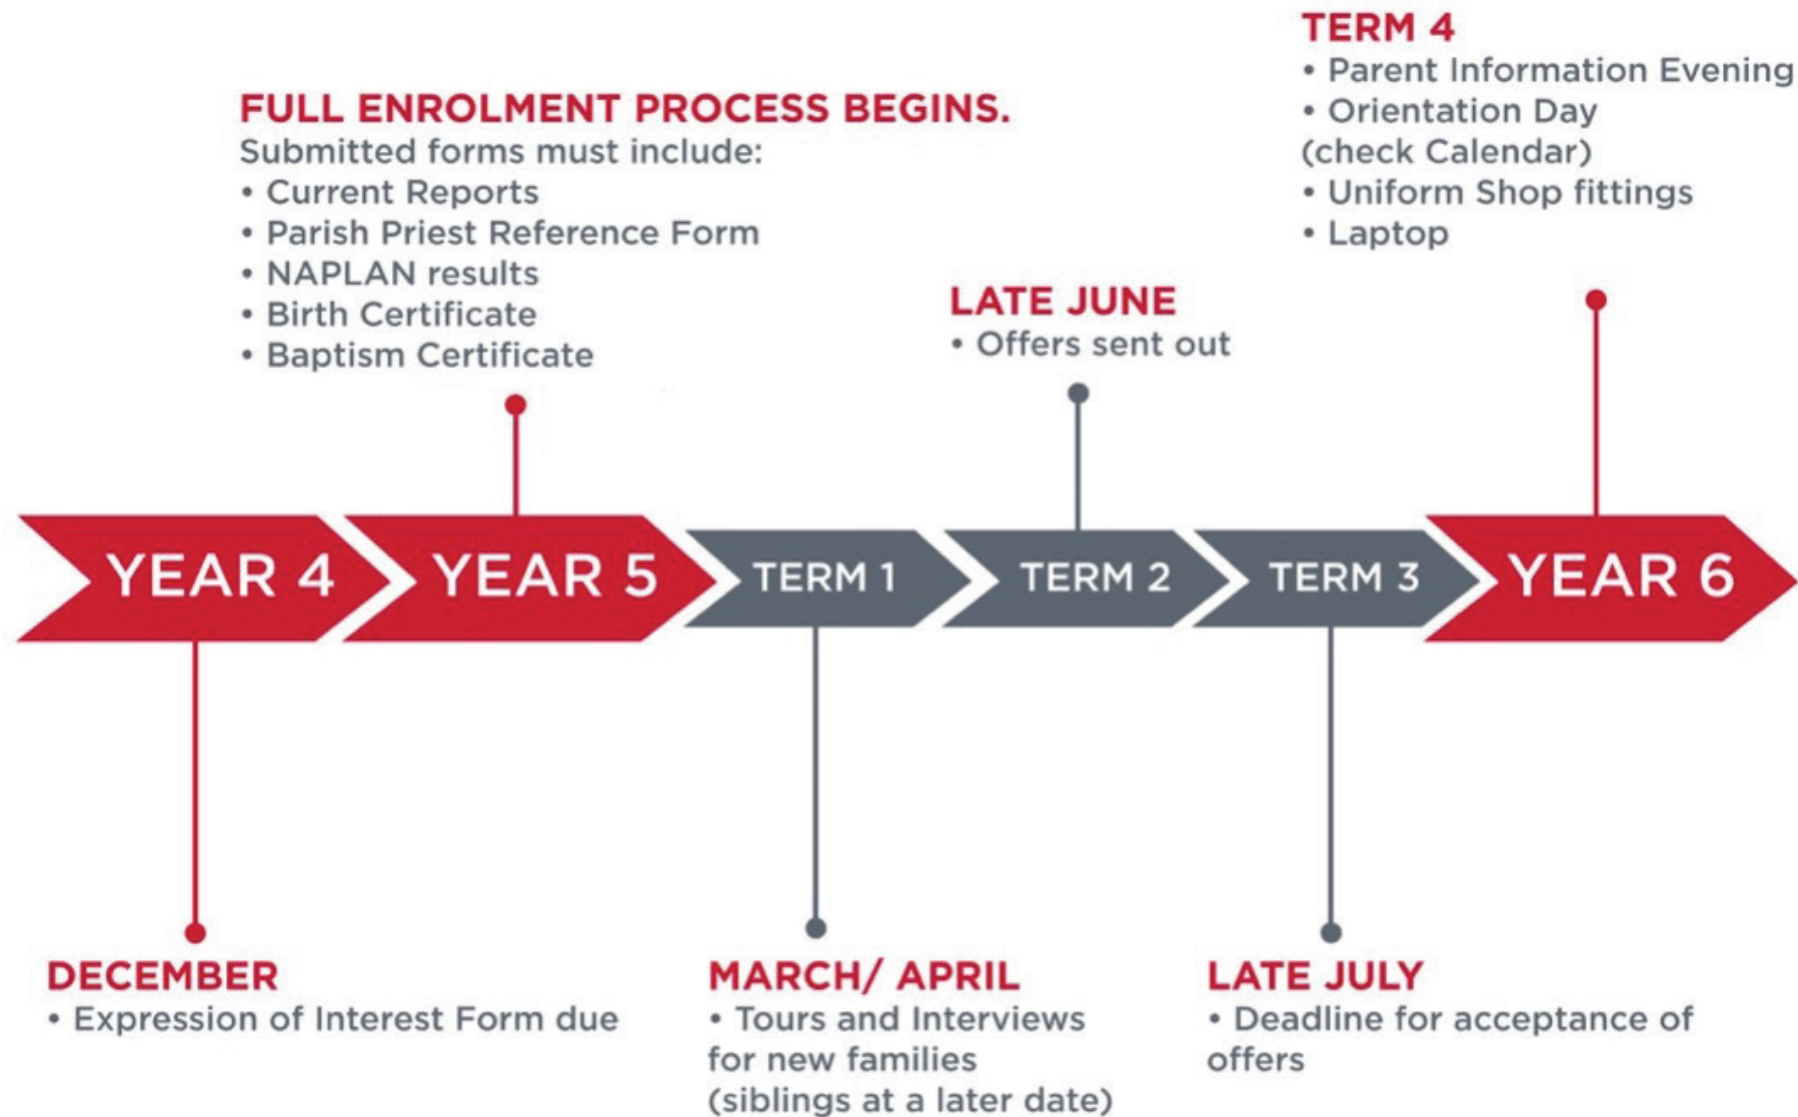 TERM 4
• Parent Information Evening
• Orientation Day
(check Calendar)
• Uniform Shop fittings
• Laptop
FULL ENROLMENT PROCESS BEGINS.
Submitted forms must include:
• Current Reports
• Parish Priest Reference Form
• NAPLAN results
• Birth Certificate
• Baptism Certificate
LATE JUNE
• Offers sent out
YEAR 4
YEAR 5
TERM 1
TERM 2
TERM 3
YEAR 6
DECEMBER
• Expression of Interest Form due
MARCH/ APRIL
• Tours and Interviews
for new families
(siblings at a later date)
LATE JULY
• Deadline for acceptance of
offers